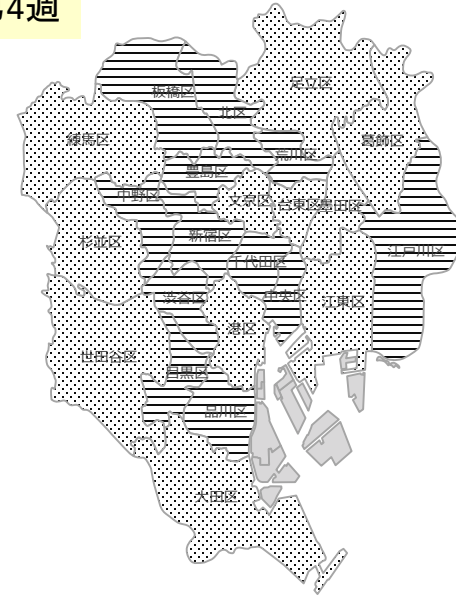 4週
足立区
板橋区
北区
練馬区
葛飾区
荒川区
豊島区
中野区
文京区
台東区
墨田区
杉並区
新宿区
江戸川区
千代田区
渋谷区
中央区
江東区
港区
世田谷区
目黒区
品川区
大田区